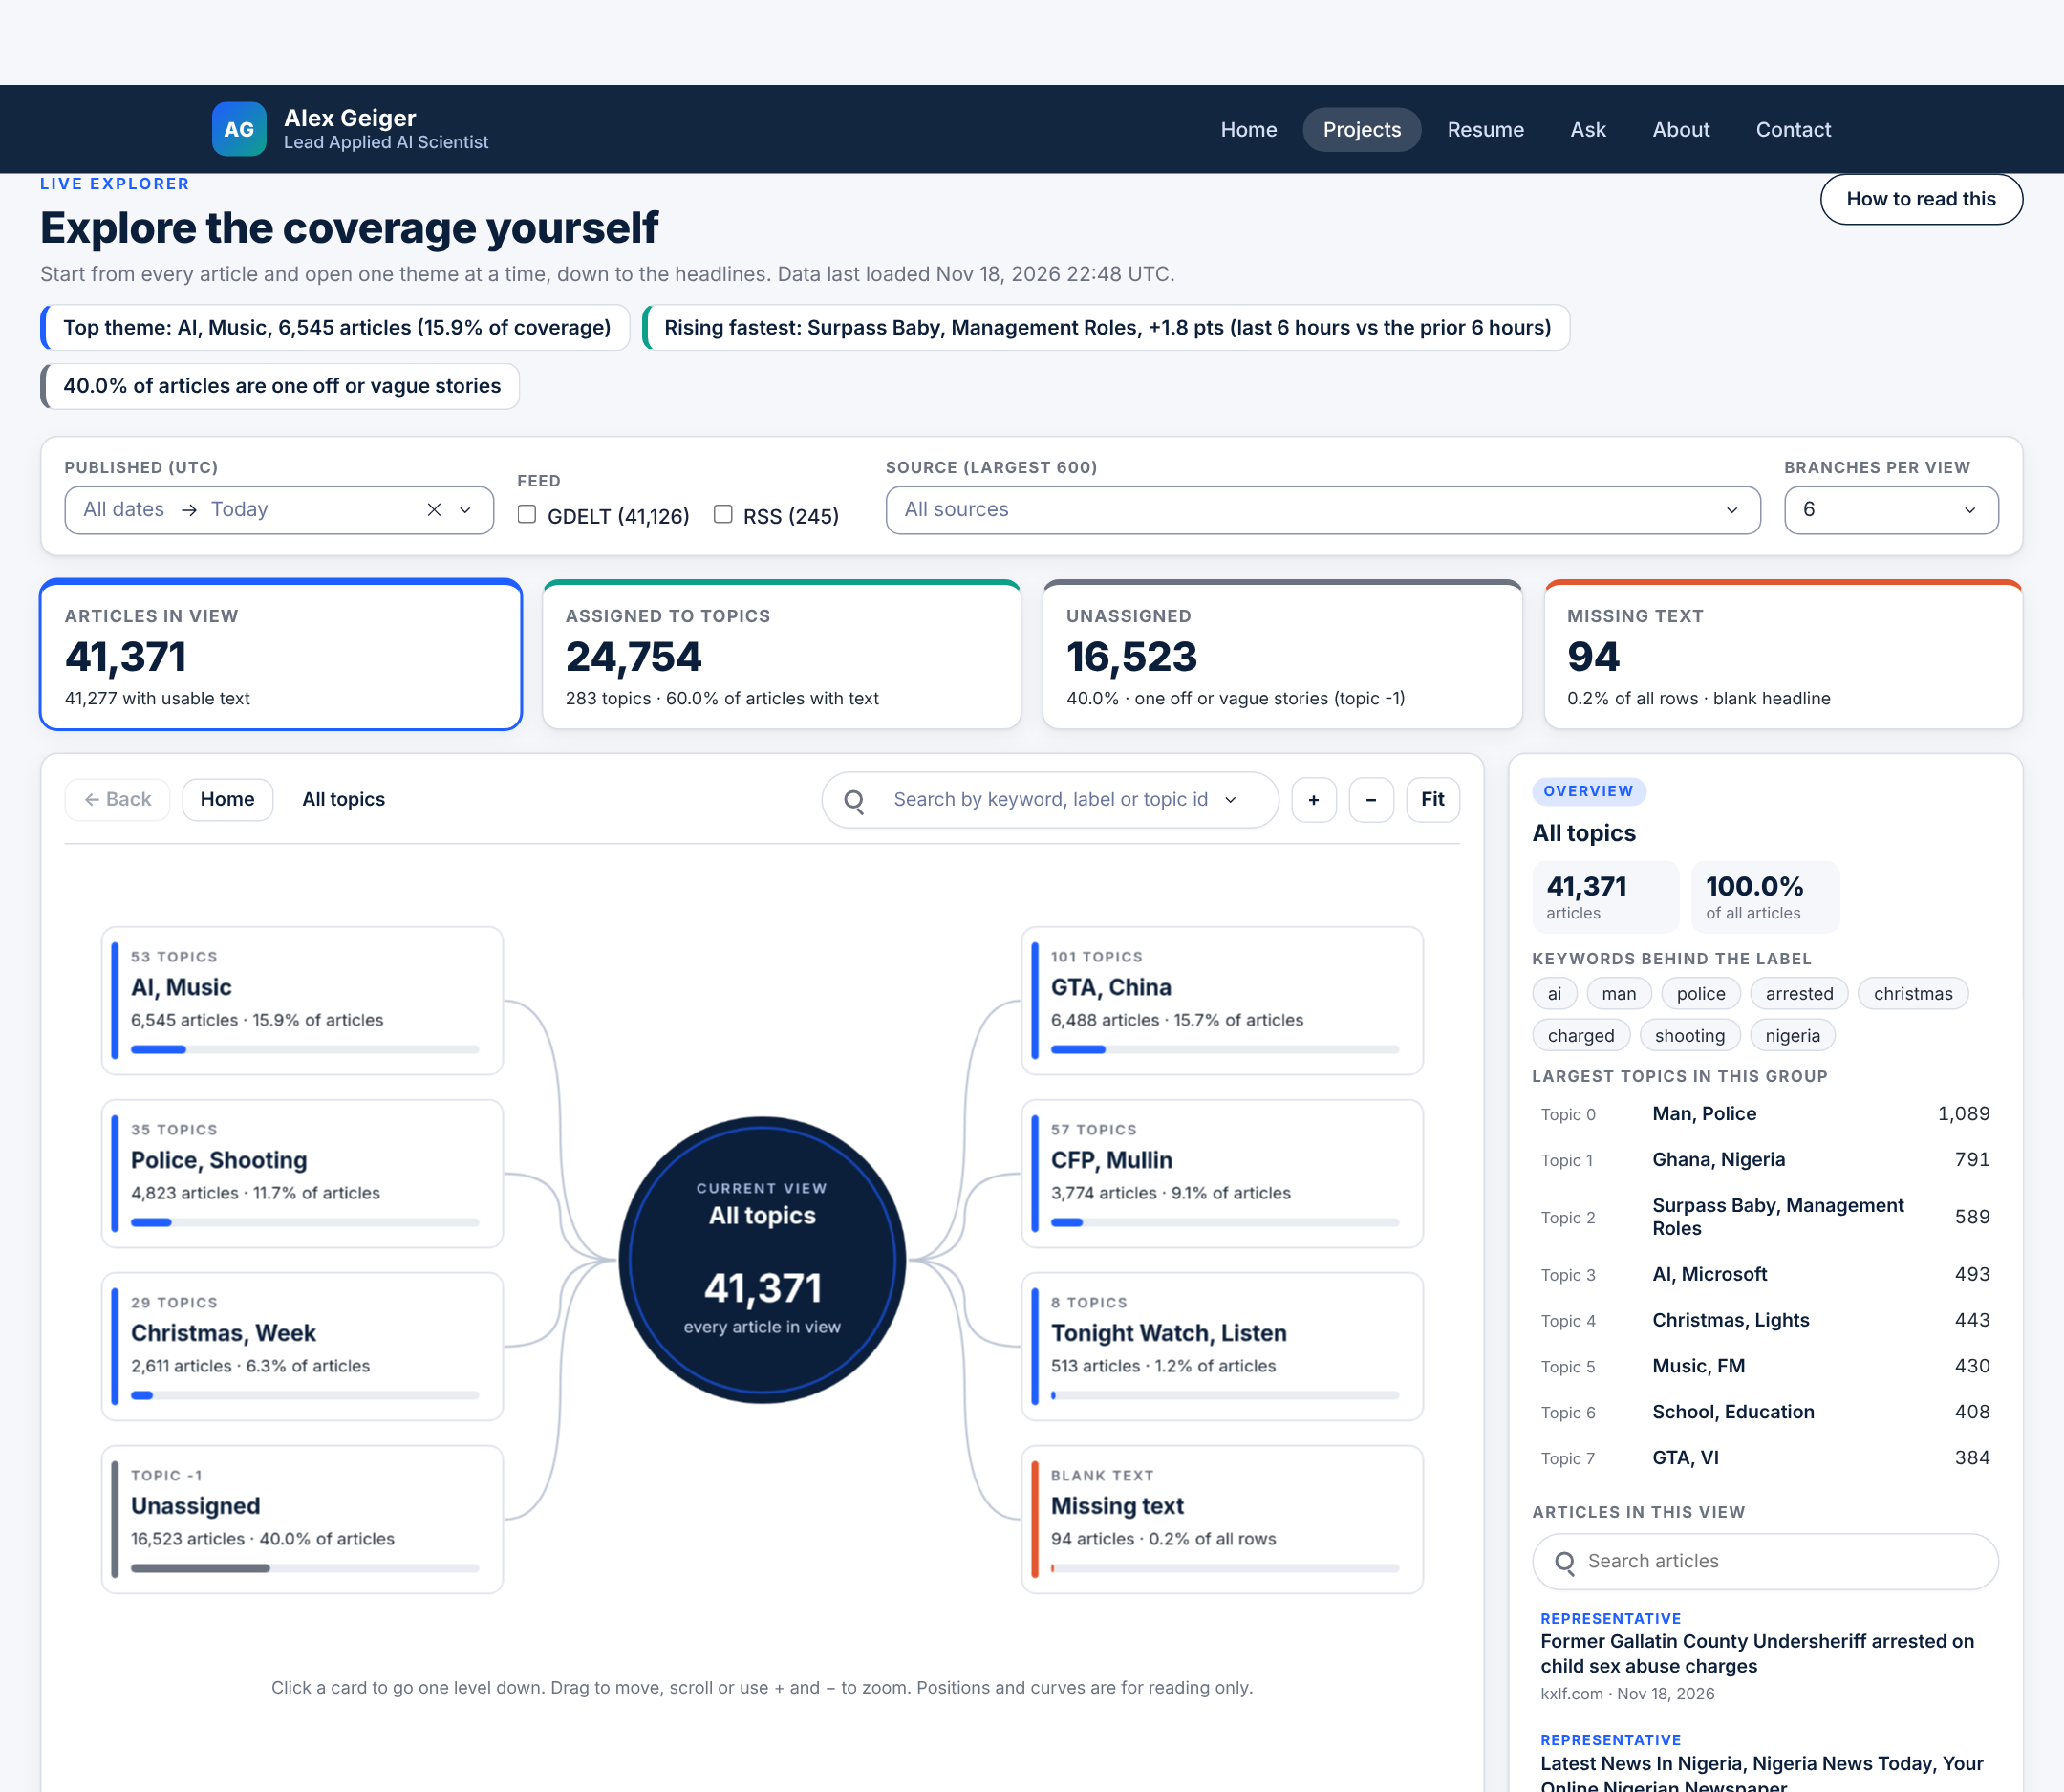 AG
Alex Geiger
Lead Applied AI Scientist
Home
Projects
Resume
Ask
About
Contact
LIVE EXPLORER
How to read this
Explore the coverage yourself
Start from every article and open one theme at a time, down to the headlines. Data last loaded Nov 18, 2026 22:48 UTC.
Top theme: AI, Music, 6,545 articles (15.9% of coverage)
Rising fastest: Surpass Baby, Management Roles, +1.8 pts (last 6 hours vs the prior 6 hours)
40.0% of articles are one off or vague stories
PUBLISHED (UTC)
All dates → Today
FEED
GDELT (41,126)
RSS (245)
SOURCE (LARGEST 600)
All sources
BRANCHES PER VIEW
6
ARTICLES IN VIEW
41,371
41,277 with usable text
ASSIGNED TO TOPICS
24,754
283 topics · 60.0% of articles with text
UNASSIGNED
16,523
40.0% · one off or vague stories (topic -1)
MISSING TEXT
94
0.2% of all rows · blank headline
← Back
Home
All topics
Search by keyword, label or topic id
+
−
Fit
53 TOPICS
AI, Music
6,545 articles · 15.9% of articles
35 TOPICS
Police, Shooting
4,823 articles · 11.7% of articles
29 TOPICS
Christmas, Week
2,611 articles · 6.3% of articles
TOPIC -1
Unassigned
16,523 articles · 40.0% of articles
CURRENT VIEW
All topics
41,371
every article in view
101 TOPICS
GTA, China
6,488 articles · 15.7% of articles
57 TOPICS
CFP, Mullin
3,774 articles · 9.1% of articles
8 TOPICS
Tonight Watch, Listen
513 articles · 1.2% of articles
BLANK TEXT
Missing text
94 articles · 0.2% of all rows
Click a card to go one level down. Drag to move, scroll or use + and − to zoom. Positions and curves are for reading only.
OVERVIEW
All topics
41,371
articles
100.0%
of all articles
KEYWORDS BEHIND THE LABEL
ai
man
police
arrested
christmas
charged
shooting
nigeria
LARGEST TOPICS IN THIS GROUP
Topic 0 Man, Police 1,089
Topic 1 Ghana, Nigeria 791
Topic 2 Surpass Baby, Management
Roles 589
Topic 3 AI, Microsoft 493
Topic 4 Christmas, Lights 443
Topic 5 Music, FM 430
Topic 6 School, Education 408
Topic 7 GTA, VI 384
ARTICLES IN THIS VIEW
Search articles
REPRESENTATIVE
Former Gallatin County Undersheriff arrested on
child sex abuse charges
kxlf.com · Nov 18, 2026
REPRESENTATIVE
Latest News In Nigeria, Nigeria News Today, Your
Online Nigerian Newspaper